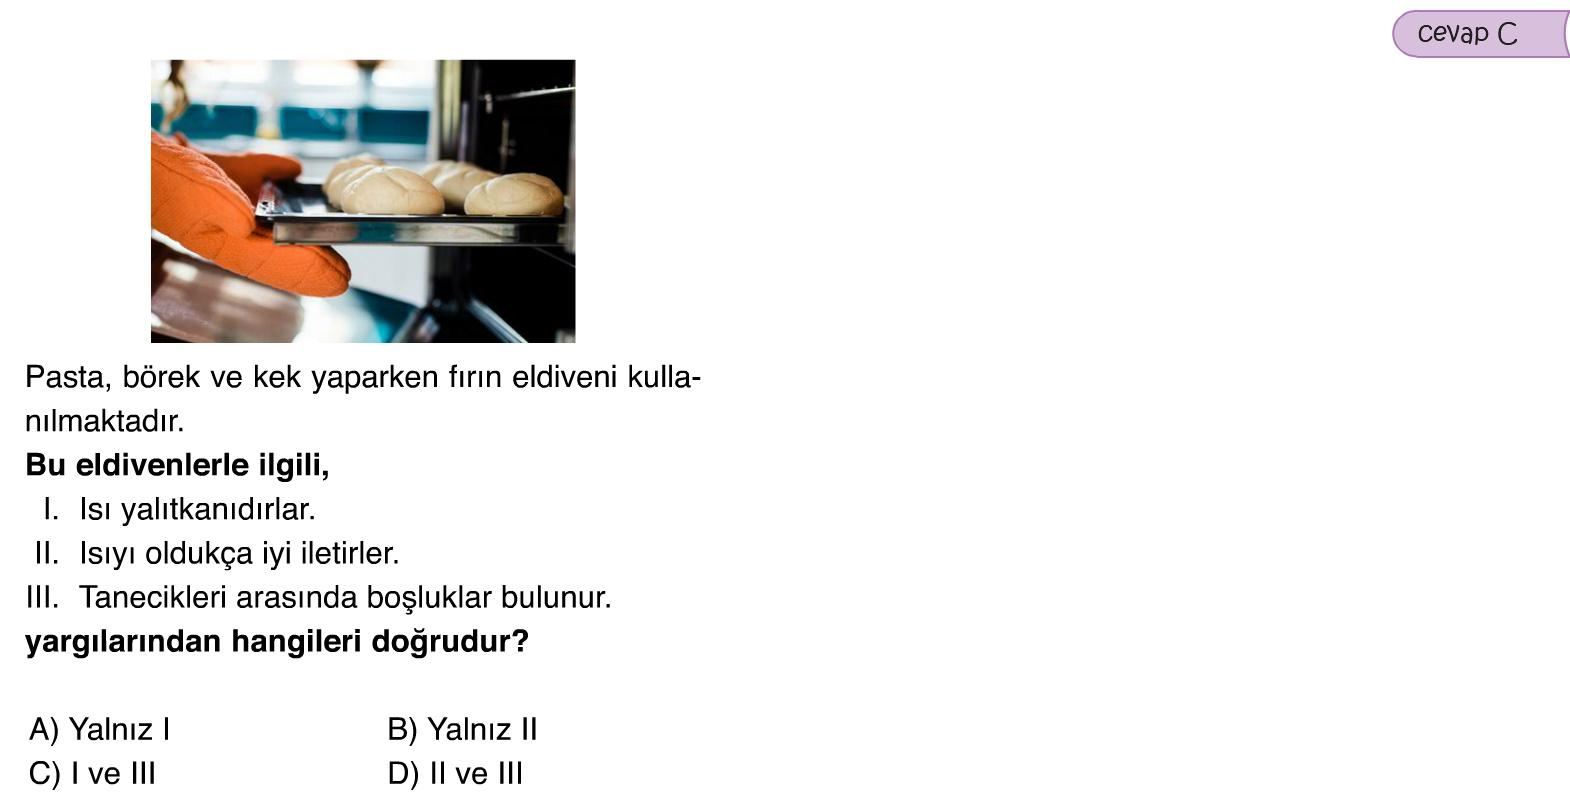 cevap C
Pasta, börek ve kek yaparken fırın eldiveni kulla-
nılmaktadır.
Bu eldivenlerle ilgili,
I. Isı yalıtkanıdırlar.
II. Isıyı oldukça iyi iletirler.
III. Tanecikleri arasında boşluklar bulunur.
yargılarından hangileri doğrudur?
A) Yalnız I B) Yalnız II
C) I ve III D) II ve III